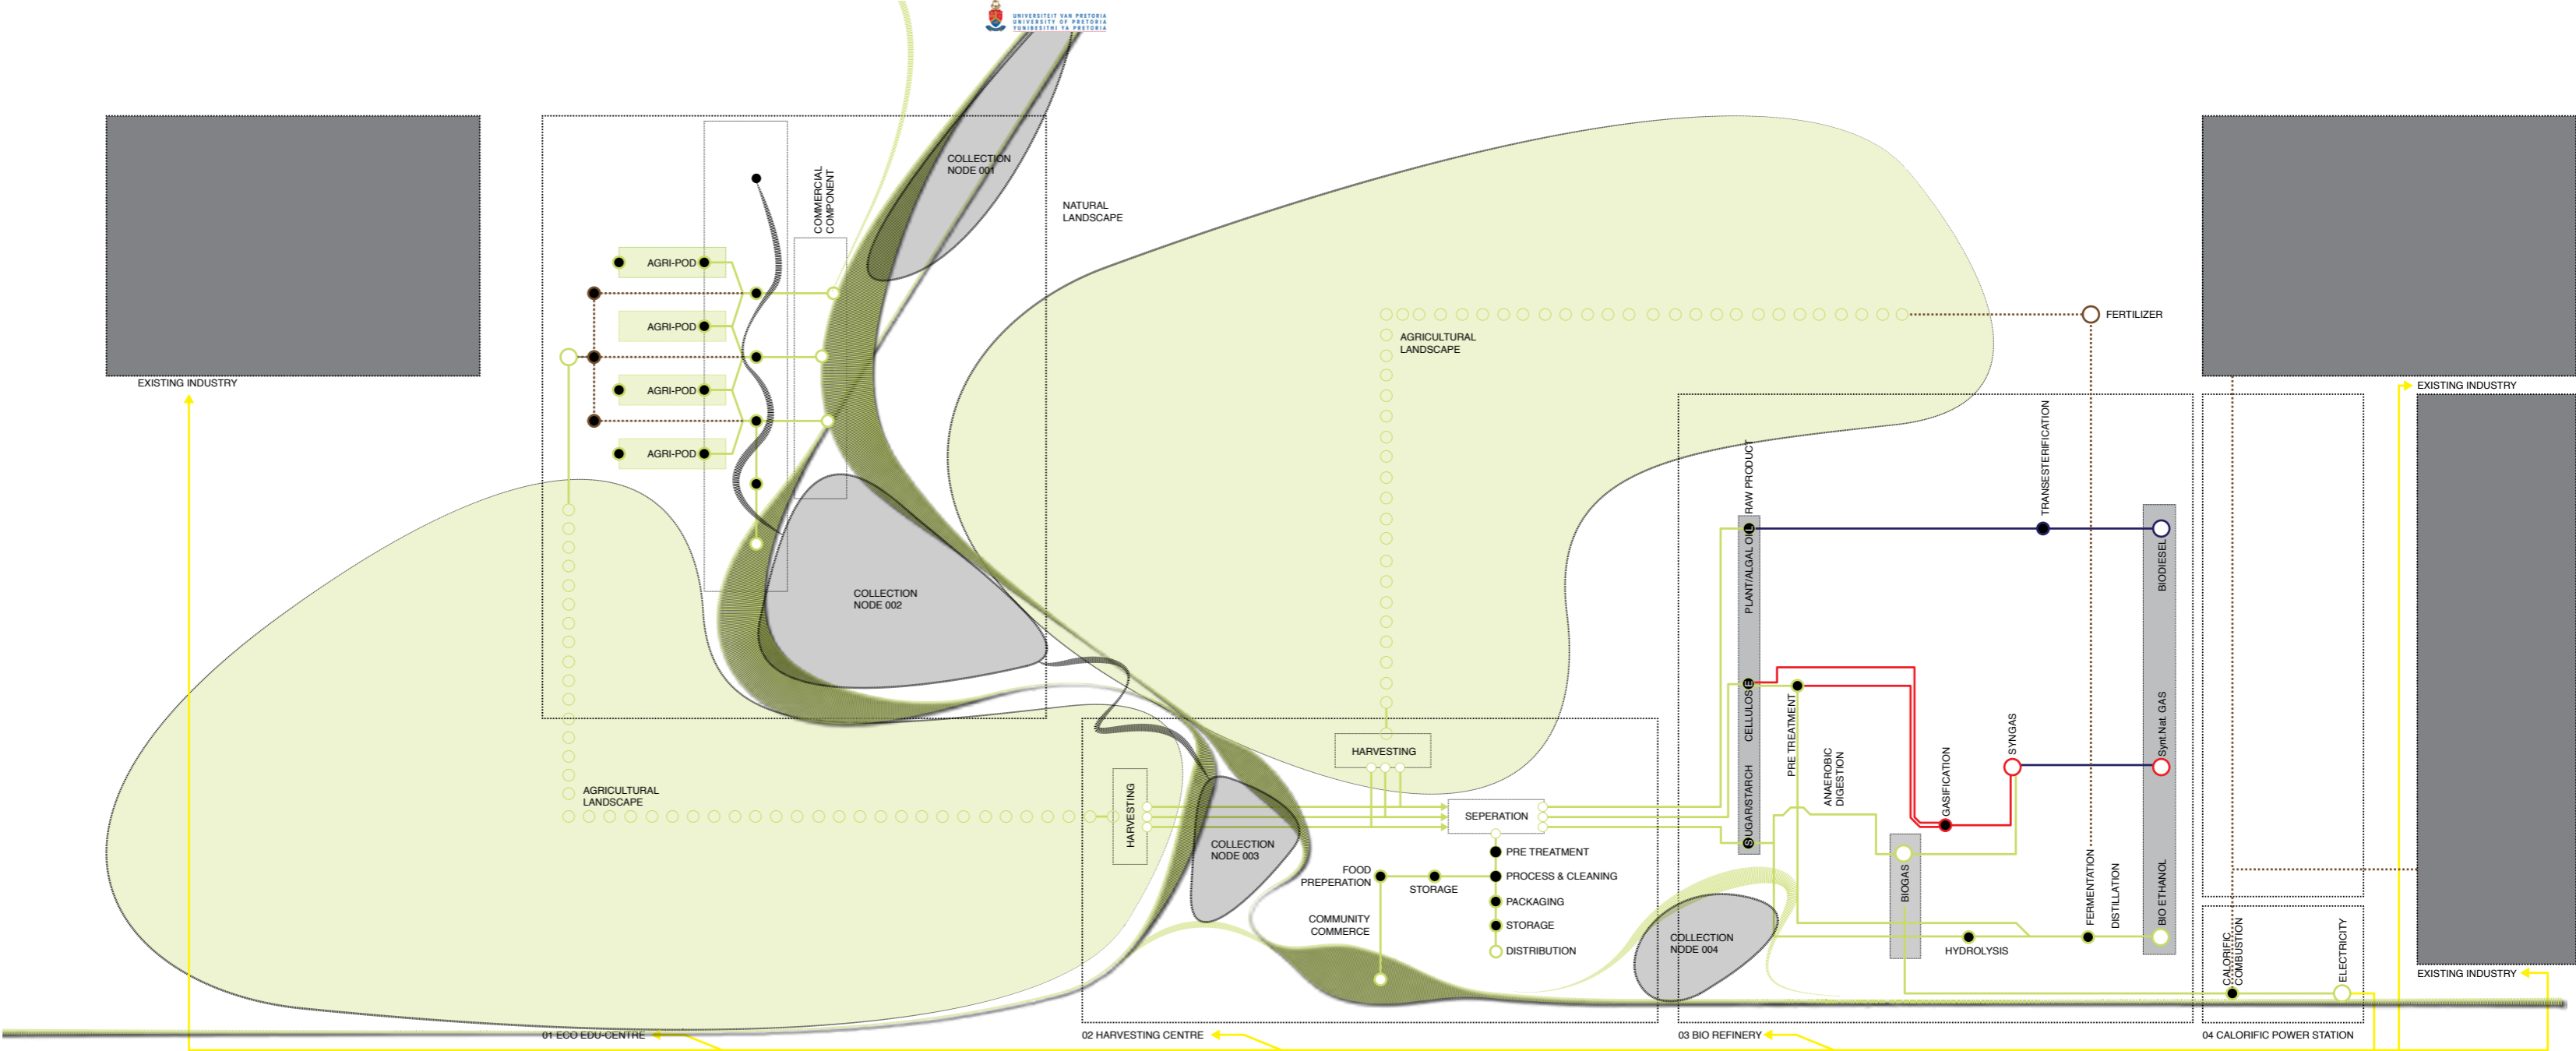 UNIVERSITEIT VAN PRETORIA
UNIVERSITY OF PRETORIA
YUNIBESITHI YA PRETORIA
COLLECTION
NODE 001
COMMERCIAL
COMPONENT
NATURAL
LANDSCAPE
AGRI-POD
AGRI-POD
AGRI-POD
AGRI-POD
EXISTING INDUSTRY
AGRICULTURAL
LANDSCAPE
FERTILIZER
EXISTING INDUSTRY
COLLECTION
NODE 002
RAW PRODUCT
PLANT/ALGAL OIL
CELLULOSE
SUGAR/STARCH
TRANSESTERIFICATION
BIODIESEL
Synt.Nat. GAS
BIO ETHANOL
PRE TREATMENT
ANAEROBIC
DIGESTION
GASIFICATION
SYNGAS
BIOGAS
FERMENTATION
DISTILLATION
HYDROLYSIS
AGRICULTURAL
LANDSCAPE
HARVESTING
HARVESTING
SEPERATION
COLLECTION
NODE 003
PRE TREATMENT
PROCESS & CLEANING
PACKAGING
STORAGE
DISTRIBUTION
FOOD
PREPERATION
STORAGE
COMMUNITY
COMMERCE
COLLECTION
NODE 004
CALORIFIC
COMBUSTION
ELECTRICITY
EXISTING INDUSTRY
01 ECO EDU-CENTRE
02 HARVESTING CENTRE
03 BIO REFINERY
04 CALORIFIC POWER STATION